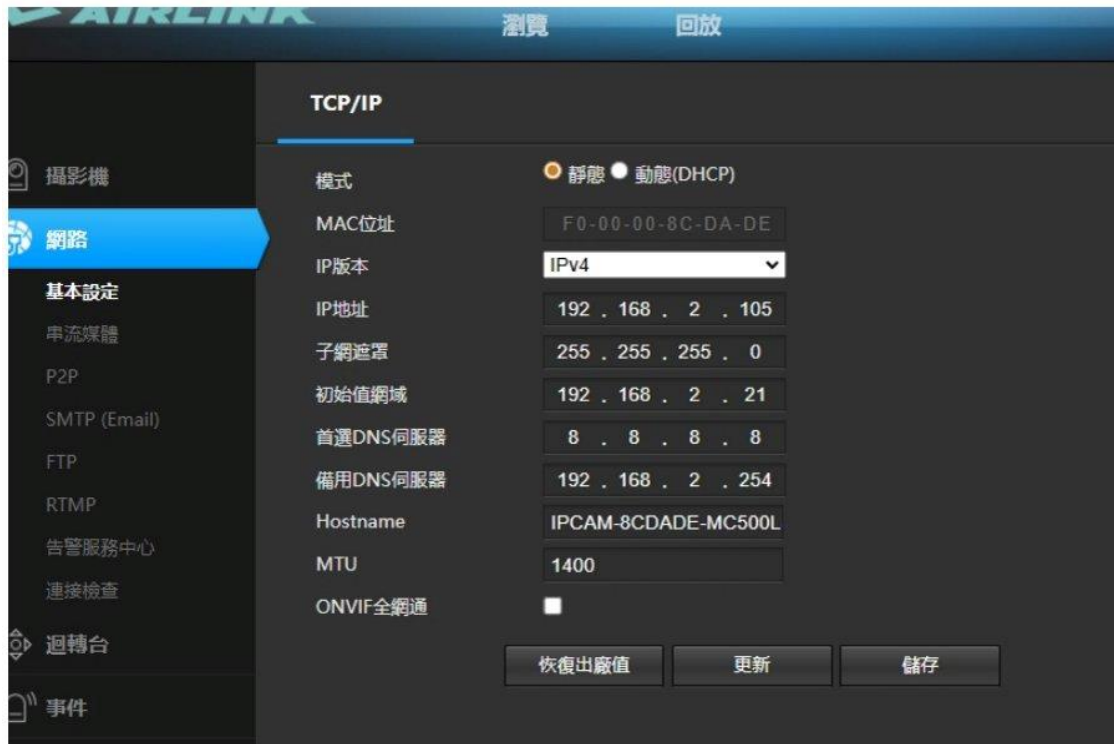 AIRLINK
瀏覽 回放
TCP/IP
攝影機
網路
基本設定
串流媒體
P2P
SMTP (Email)
FTP
RTMP
告警服務中心
連接檢查
迴轉台
事件
模式 靜態 動態(DHCP)
MAC位址 F0-00-00-8C-DA-DE
IP版本 IPv4
IP地址 192 . 168 . 2 . 105
子網遮罩 255 . 255 . 255 . 0
初始值網域 192 . 168 . 2 . 21
首選DNS伺服器 8 . 8 . 8 . 8
備用DNS伺服器 192 . 168 . 2 . 254
Hostname IPCAM-8CDADE-MC500L
MTU 1400
ONVIF全網通
恢復出廠值 更新 儲存